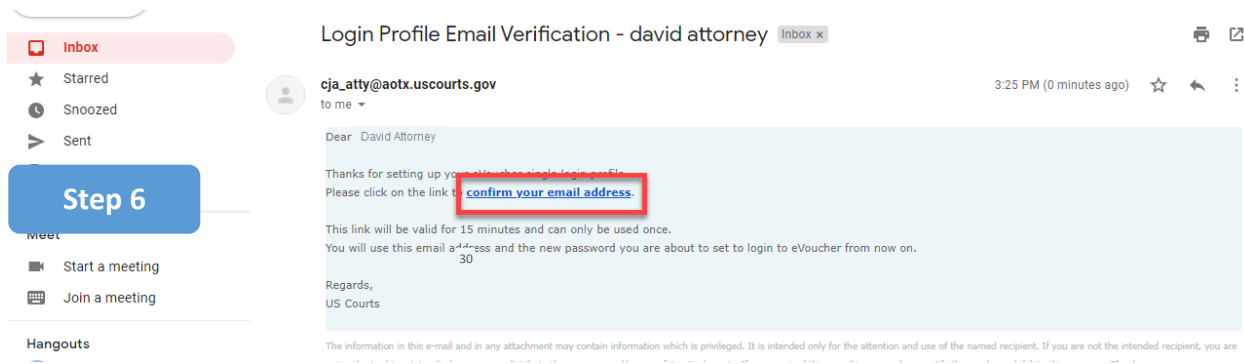 Login Profile Email Verification - david attorney Inbox x
Inbox
Starred
Snoozed
Sent
Step 6
Meet
Start a meeting
Join a meeting
Hangouts
cja_atty@aotx.uscourts.gov 3:25 PM (0 minutes ago)
to me
Dear David Attorney
Thanks for setting up your eVoucher single login profile.
Please click on the link to confirm your email address.
This link will be valid for 15 minutes and can only be used once.
You will use this email address and the new password you are about to set to login to eVoucher from now on.
30
Regards,
US Courts
The information in this e-mail and in any attachment may contain information which is privileged. It is intended only for the attention and use of the named recipient. If you are not the intended recipient, you are